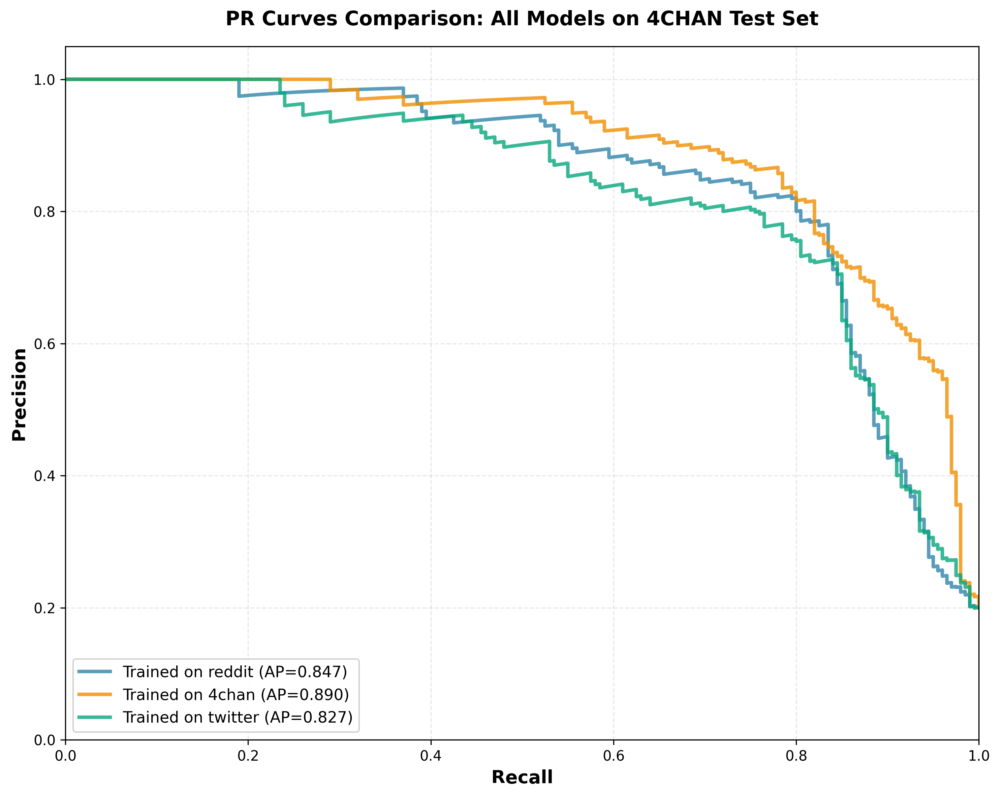 PR Curves Comparison: All Models on 4CHAN Test Set
Precision
1.0
0.8
0.6
0.4
0.2
0.0
Trained on reddit (AP=0.847)
Trained on 4chan (AP=0.890)
Trained on twitter (AP=0.827)
0.0 0.2 0.4 0.6 0.8 1.0
Recall